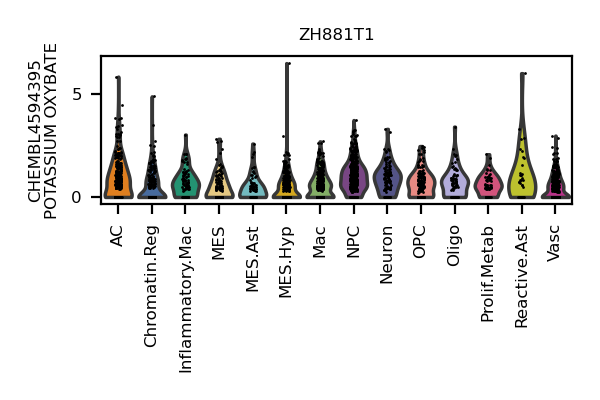 ZH881T1
CHEMBL4594395
POTASSIUM OXYBATE
5
0
AC
Chromatin.Reg
Inflammatory.Mac
MES
MES.Ast
MES.Hyp
Mac
NPC
Neuron
OPC
Oligo
Prolif.Metab
Reactive.Ast
Vasc